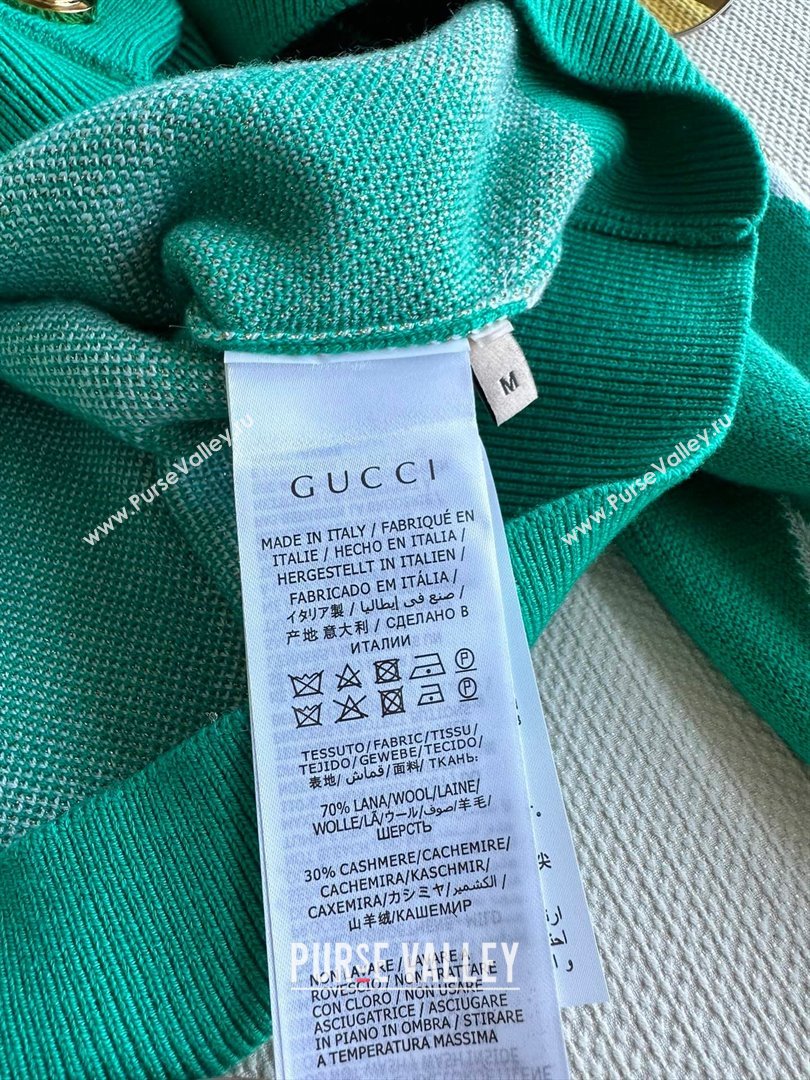 M
GUCCI
MADE IN ITALY / FABRIQUÉ EN
ITALIE / HECHO EN ITALIA /
HERGESTELLT IN ITALIEN /
FABRICADO EM ITÁLIA /
イタリア製 / صنع في إيطاليا /
产地 意大利 / СДЕЛАНО В
ИТАЛИИ
TESSUTO/FABRIC/TISSU/
TEJIDO/GEWEBE/TECIDO/
表地/قماش/面料/ТКАНЬ:
70% LANA/WOOL/LAINE/
WOLLE/LÃ/ウール/صوف/羊毛/
ШЕРСТЬ
30% CASHMERE/CACHEMIRE/
CACHEMIRA/KASCHMIR/
CAXEMIRA/カシミヤ/الكشمير/
山羊绒/КАШЕМИР
PURSE VALLEY
NON LAVARE / LAVARE A
ROVESCIO / NON TRATTARE
CON CLORO / NON USARE
ASCIUGATRICE / ASCIUGARE
IN PIANO IN OMBRA / STIRARE
A TEMPERATURA MASSIMA
www.PurseValley.ru
www.PurseValley.ru